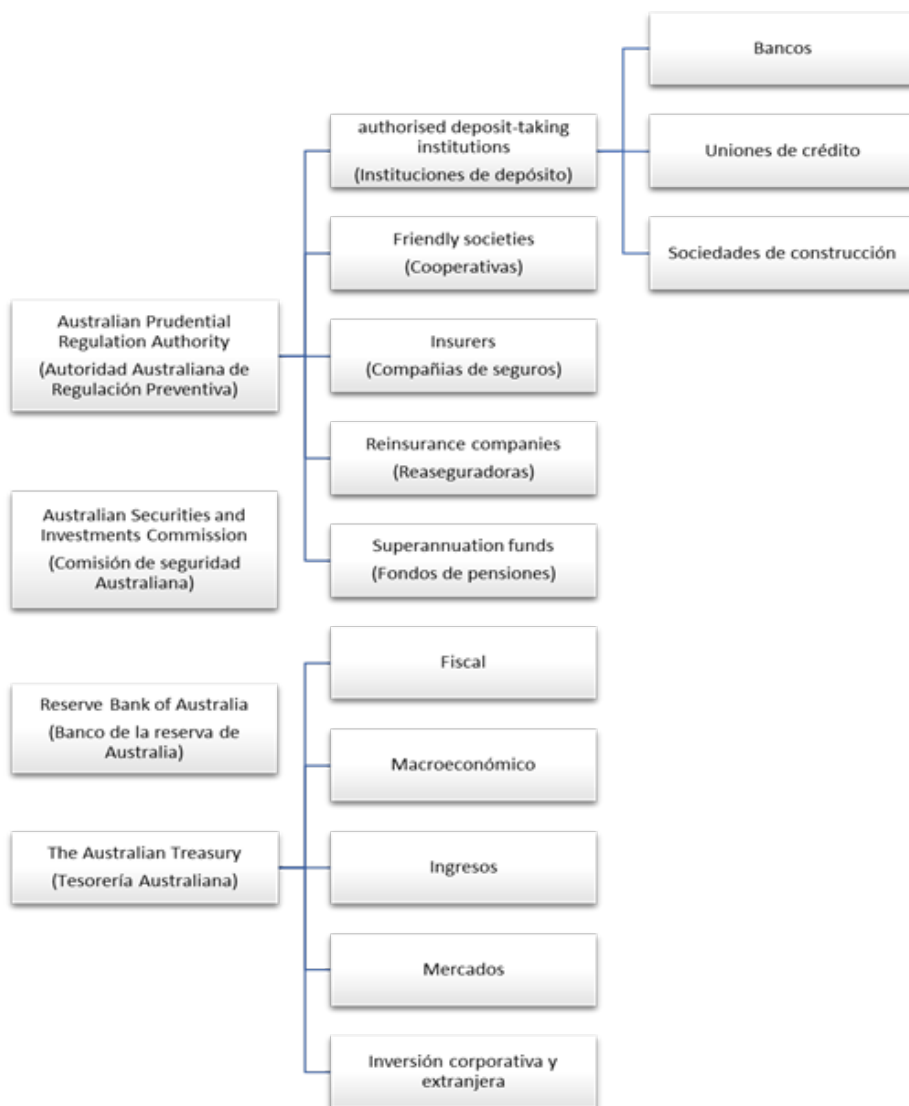 Bancos
authorised deposit-taking
institutions
(Instituciones de depósito)
Uniones de crédito
Sociedades de construcción
Friendly societies
(Cooperativas)
Australian Prudential
Regulation Authority
(Autoridad Australiana de
Regulación Preventiva)
Insurers
(Compañias de seguros)
Reinsurance companies
(Reaseguradoras)
Australian Securities and
Investments Commission
(Comisión de seguridad
Australiana)
Superannuation funds
(Fondos de pensiones)
Fiscal
Reserve Bank of Australia
(Banco de la reserva de
Australia)
Macroeconómico
The Australian Treasury
(Tesorería Australiana)
Ingresos
Mercados
Inversión corporativa y
extranjera